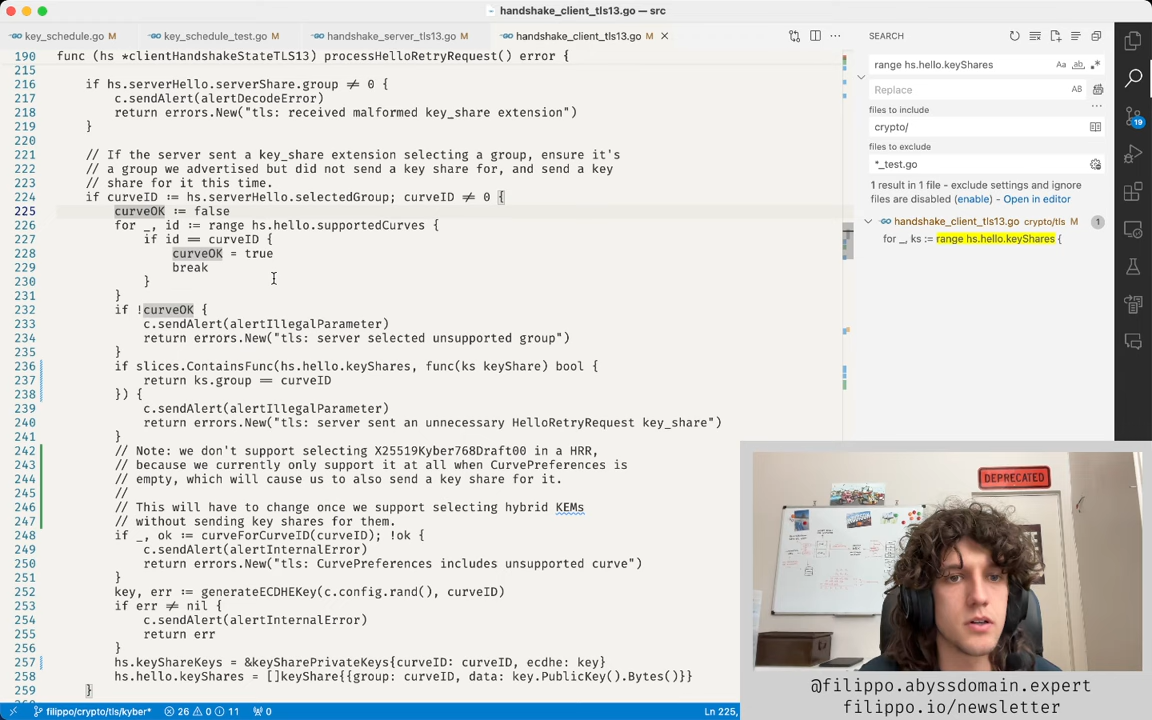 handshake_client_tls13.go — src
key_schedule.go M
key_schedule_test.go M
handshake_server_tls13.go M
handshake_client_tls13.go M
190 func (hs *clientHandshakeStateTLS13) processHelloRetryRequest() error {
215
216 if hs.serverHello.serverShare.group ≠ 0 {
217 c.sendAlert(alertDecodeError)
218 return errors.New("tls: received malformed key_share extension")
219 }
220
221 // If the server sent a key_share extension selecting a group, ensure it's
222 // a group we advertised but did not send a key share for, and send a key
223 // share for it this time.
224 if curveID := hs.serverHello.selectedGroup; curveID ≠ 0 {
225 curveOK := false
226 for _, id := range hs.hello.supportedCurves {
227 if id == curveID {
228 curveOK = true
229 break
230 }
231 }
232 if !curveOK {
233 c.sendAlert(alertIllegalParameter)
234 return errors.New("tls: server selected unsupported group")
235 }
236 if slices.ContainsFunc(hs.hello.keyShares, func(ks keyShare) bool {
237 return ks.group == curveID
238 }) {
239 c.sendAlert(alertIllegalParameter)
240 return errors.New("tls: server sent an unnecessary HelloRetryRequest key_share")
241 }
242 // Note: we don't support selecting X25519Kyber768Draft00 in a HRR,
243 // because we currently only support it at all when CurvePreferences is
244 // empty, which will cause us to also send a key share for it.
245 //
246 // This will have to change once we support selecting hybrid KEMs
247 // without sending key shares for them.
248 if _, ok := curveForCurveID(curveID); !ok {
249 c.sendAlert(alertInternalError)
250 return errors.New("tls: CurvePreferences includes unsupported curve")
251 }
252 key, err := generateECDHEKey(c.config.rand(), curveID)
253 if err ≠ nil {
254 c.sendAlert(alertInternalError)
255 return err
256 }
257 hs.keyShareKeys = &keySharePrivateKeys{curveID: curveID, ecdhe: key}
258 hs.hello.keyShares = []keyShare{{group: curveID, data: key.PublicKey().Bytes()}}
259 }
SEARCH
range hs.hello.keyShares
Aa ab .*
Replace
AB
files to include
crypto/
files to exclude
*_test.go
1 result in 1 file - exclude settings and ignore
files are disabled (enable) - Open in editor
handshake_client_tls13.go crypto/tls M 1
for _, ks := range hs.hello.keyShares {
19
DEPRECATED
@filippo.abyssdomain.expert
filippo.io/newsletter
filippo/crypto/tls/kyber* 26 0 11 0
Ln 225,